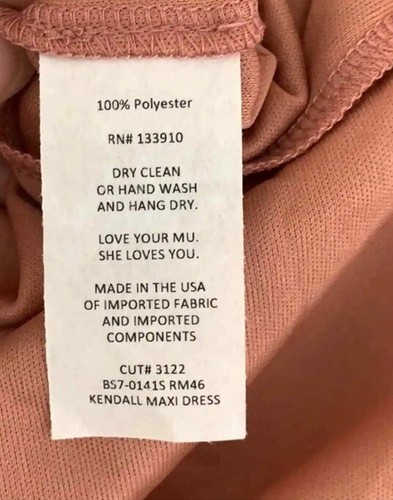 100% Polyester
RN# 133910
DRY CLEAN
OR HAND WASH
AND HANG DRY.
LOVE YOUR MU.
SHE LOVES YOU.
MADE IN THE USA
OF IMPORTED FABRIC
AND IMPORTED
COMPONENTS
CUT# 3122
BS7-0141S RM46
KENDALL MAXI DRESS